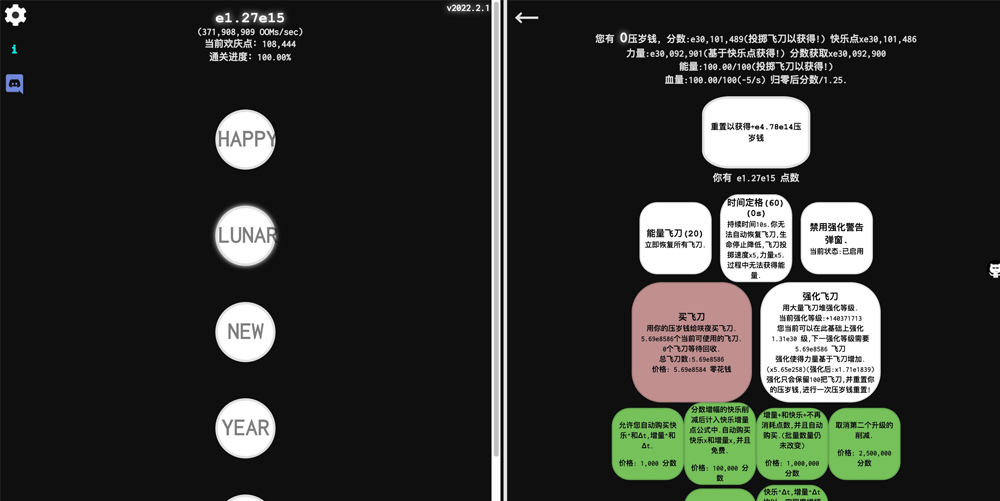 e1.27e15
(371,908,909 OOMs/sec)
当前欢庆点: 108,444
通关进度: 100.00%
v2022.2.1
i
HAPPY
LUNAR
NEW
YEAR
您有 0压岁钱, 分数:e30,101,489(投掷飞刀以获得!) 快乐点xe30,101,486
力量:e30,092,901(基于快乐点获得!) 分数获取xe30,092,900
能量:100.00/100(投掷飞刀以获得!)
血量:100.00/100(-5/s) 归零后分数/1.25.
重置以获得+e4.78e14压
岁钱
你有 e1.27e15 点数
能量飞刀(20)
立即恢复所有飞刀.
时间定格(60)
(0s)
持续时间10s.你无
法自动恢复飞刀,生
命停止降低,飞刀投
掷速度x5,力量x5.
过程中无法获得能
量.
禁用强化警告
弹窗.
当前状态:已启用
买飞刀
用你的压岁钱给咲夜买飞刀.
5.69e8586个当前可使用的飞刀.
0个飞刀等待回收.
总飞刀数:5.69e8586
价格: 5.69e8584 零花钱
强化飞刀
用大量飞刀堆强化等级.
当前强化等级:+140371713
您当前可以在此基础上强化
1.31e30 级,下一强化等级需要
5.69e8586 飞刀
强化使得力量基于飞刀增加.
(x5.65e258)(强化后:x1.71e1839)
强化只会保留100把飞刀,并重置你
的压岁钱,进行一次压岁钱重置!
允许您自动购买快
乐*和Δt,增量*和
Δt.
价格: 1,000 分数
分数增幅的快乐削
减后计入快乐增量
点公式中.自动购买
快乐x和增量x,并且
免费.
价格: 100,000 分
数
增量+和快乐+不再
消耗点数,并且自动
购买.(批量数量仍
未改变)
价格: 1,000,000
分数
取消第二个升级的
削减.
价格: 2,500,000
分数
快乐*Δt,增量*Δt